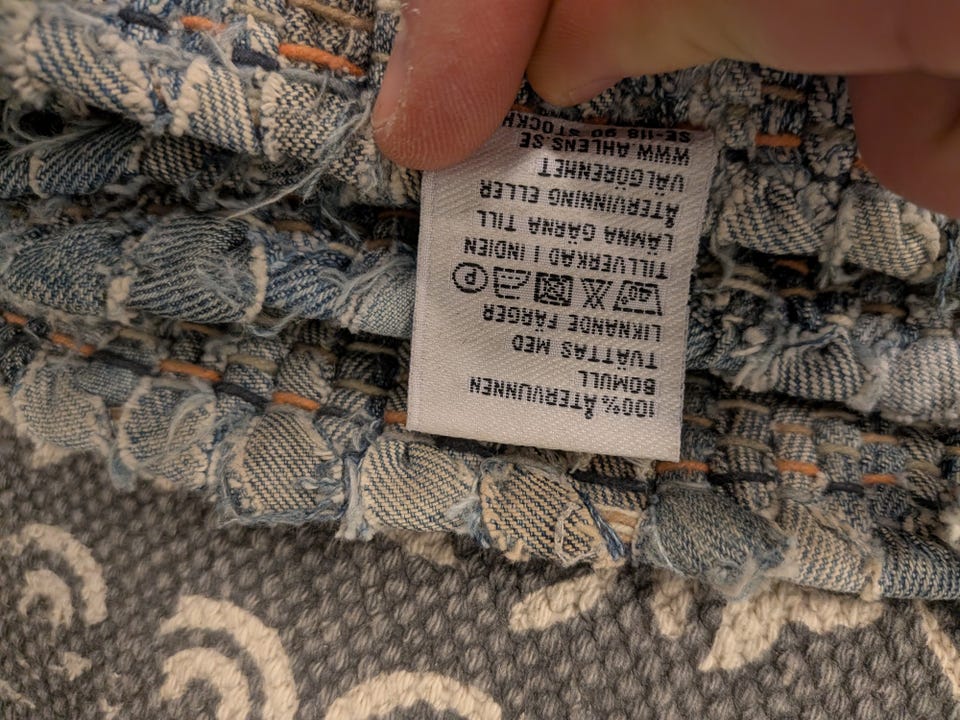 100% ÅTERVUNNEN
BOMULL
TVÄTTAS MED
LIKNANDE FÄRGER
TILLVERKAD I INDIEN
LÄMNA GÄRNA TILL
ÅTERVINNING ELLER
VÄLGÖRENHET
WWW.AHLENS.SE
SE-118 90 STOCKH